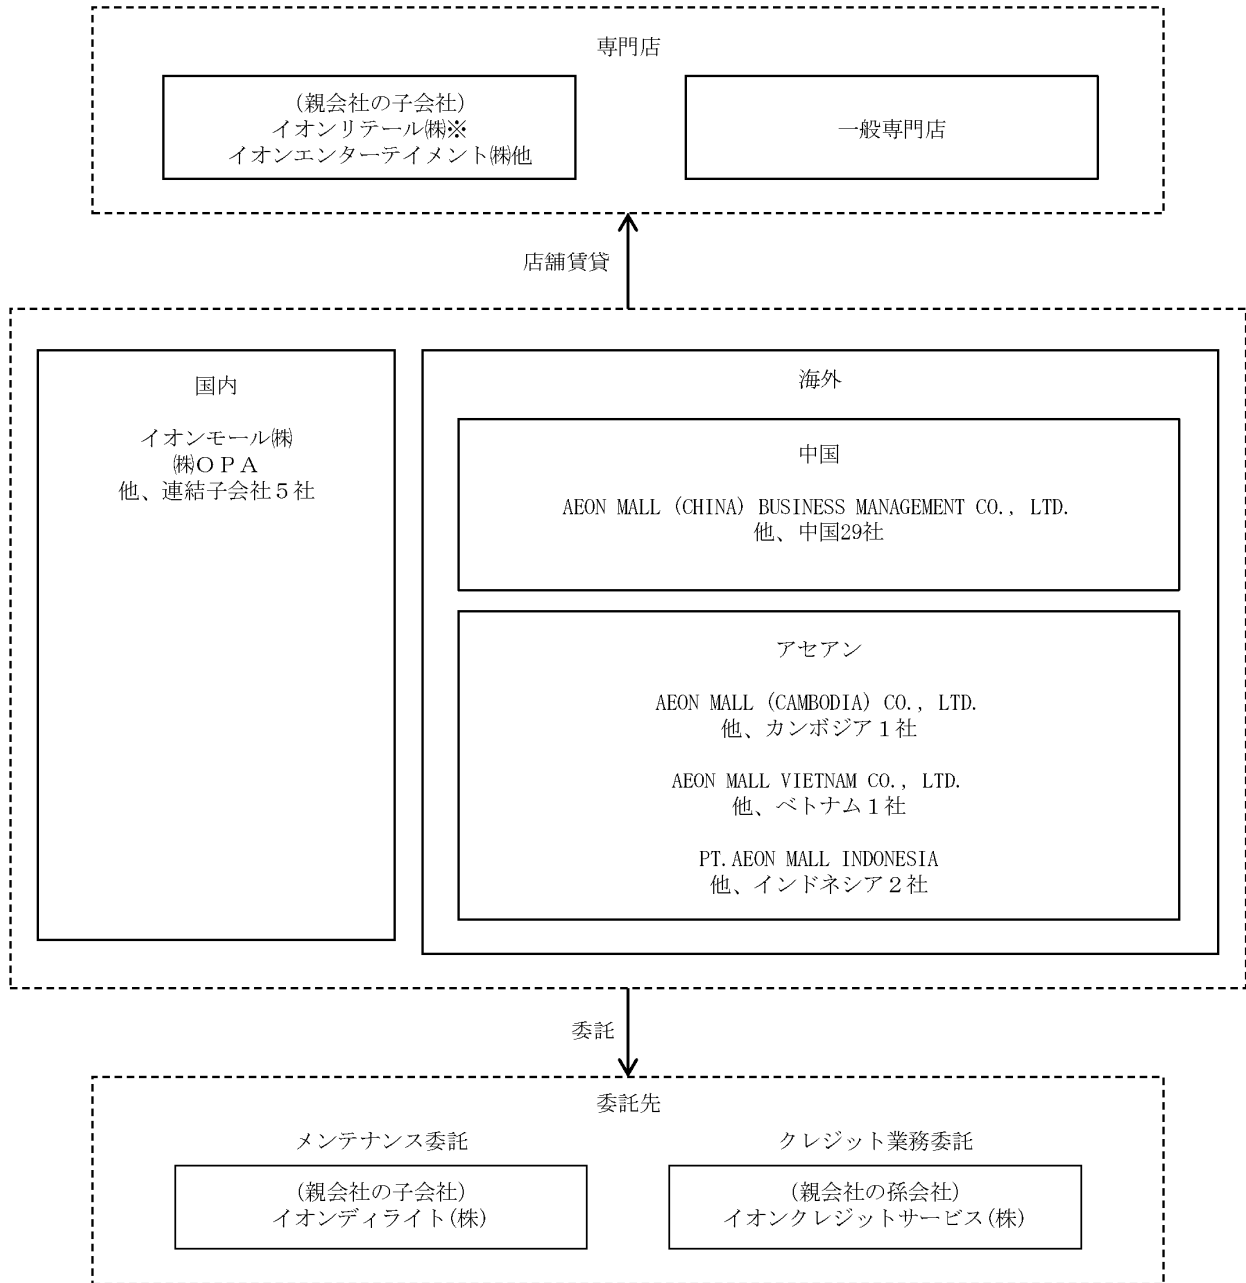 専門店
(親会社の子会社)
イオンリテール㈱※
イオンエンターテイメント㈱他
一般専門店
店舗賃貸
国内
イオンモール㈱
㈱ＯＰＡ
他、連結子会社５社
海外
中国
AEON MALL (CHINA) BUSINESS MANAGEMENT CO., LTD.
他、中国29社
アセアン
AEON MALL (CAMBODIA) CO., LTD.
他、カンボジア１社
AEON MALL VIETNAM CO., LTD.
他、ベトナム１社
PT.AEON MALL INDONESIA
他、インドネシア２社
委託
委託先
メンテナンス委託
(親会社の子会社)
イオンディライト(株)
クレジット業務委託
(親会社の孫会社)
イオンクレジットサービス(株)